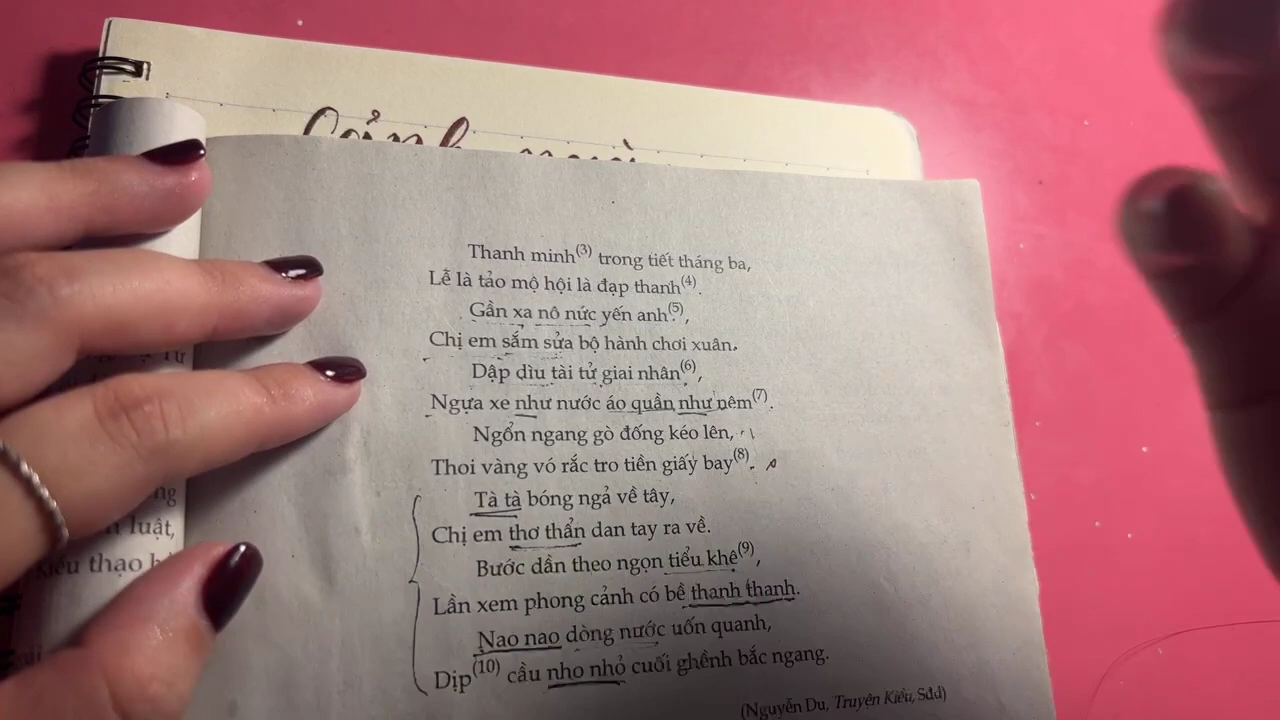 Cảnh
Thanh minh(3) trong tiết tháng ba,
Lễ là tảo mộ hội là đạp thanh(4).
Gần xa nô nức yến anh(5),
Chị em sắm sửa bộ hành chơi xuân.
Dập dìu tài tử giai nhân(6),
Ngựa xe như nước áo quần như nêm(7).
Ngổn ngang gò đống kéo lên,
Thoi vàng vó rắc tro tiền giấy bay(8).
Tà tà bóng ngả về tây,
Chị em thơ thẩn dan tay ra về.
Bước dần theo ngọn tiểu khê(9),
Lần xem phong cảnh có bề thanh thanh.
Nao nao dòng nước uốn quanh,
Dịp(10) cầu nho nhỏ cuối ghềnh bắc ngang.
(Nguyễn Du, Truyện Kiều, Sđd)
luật,
thạo